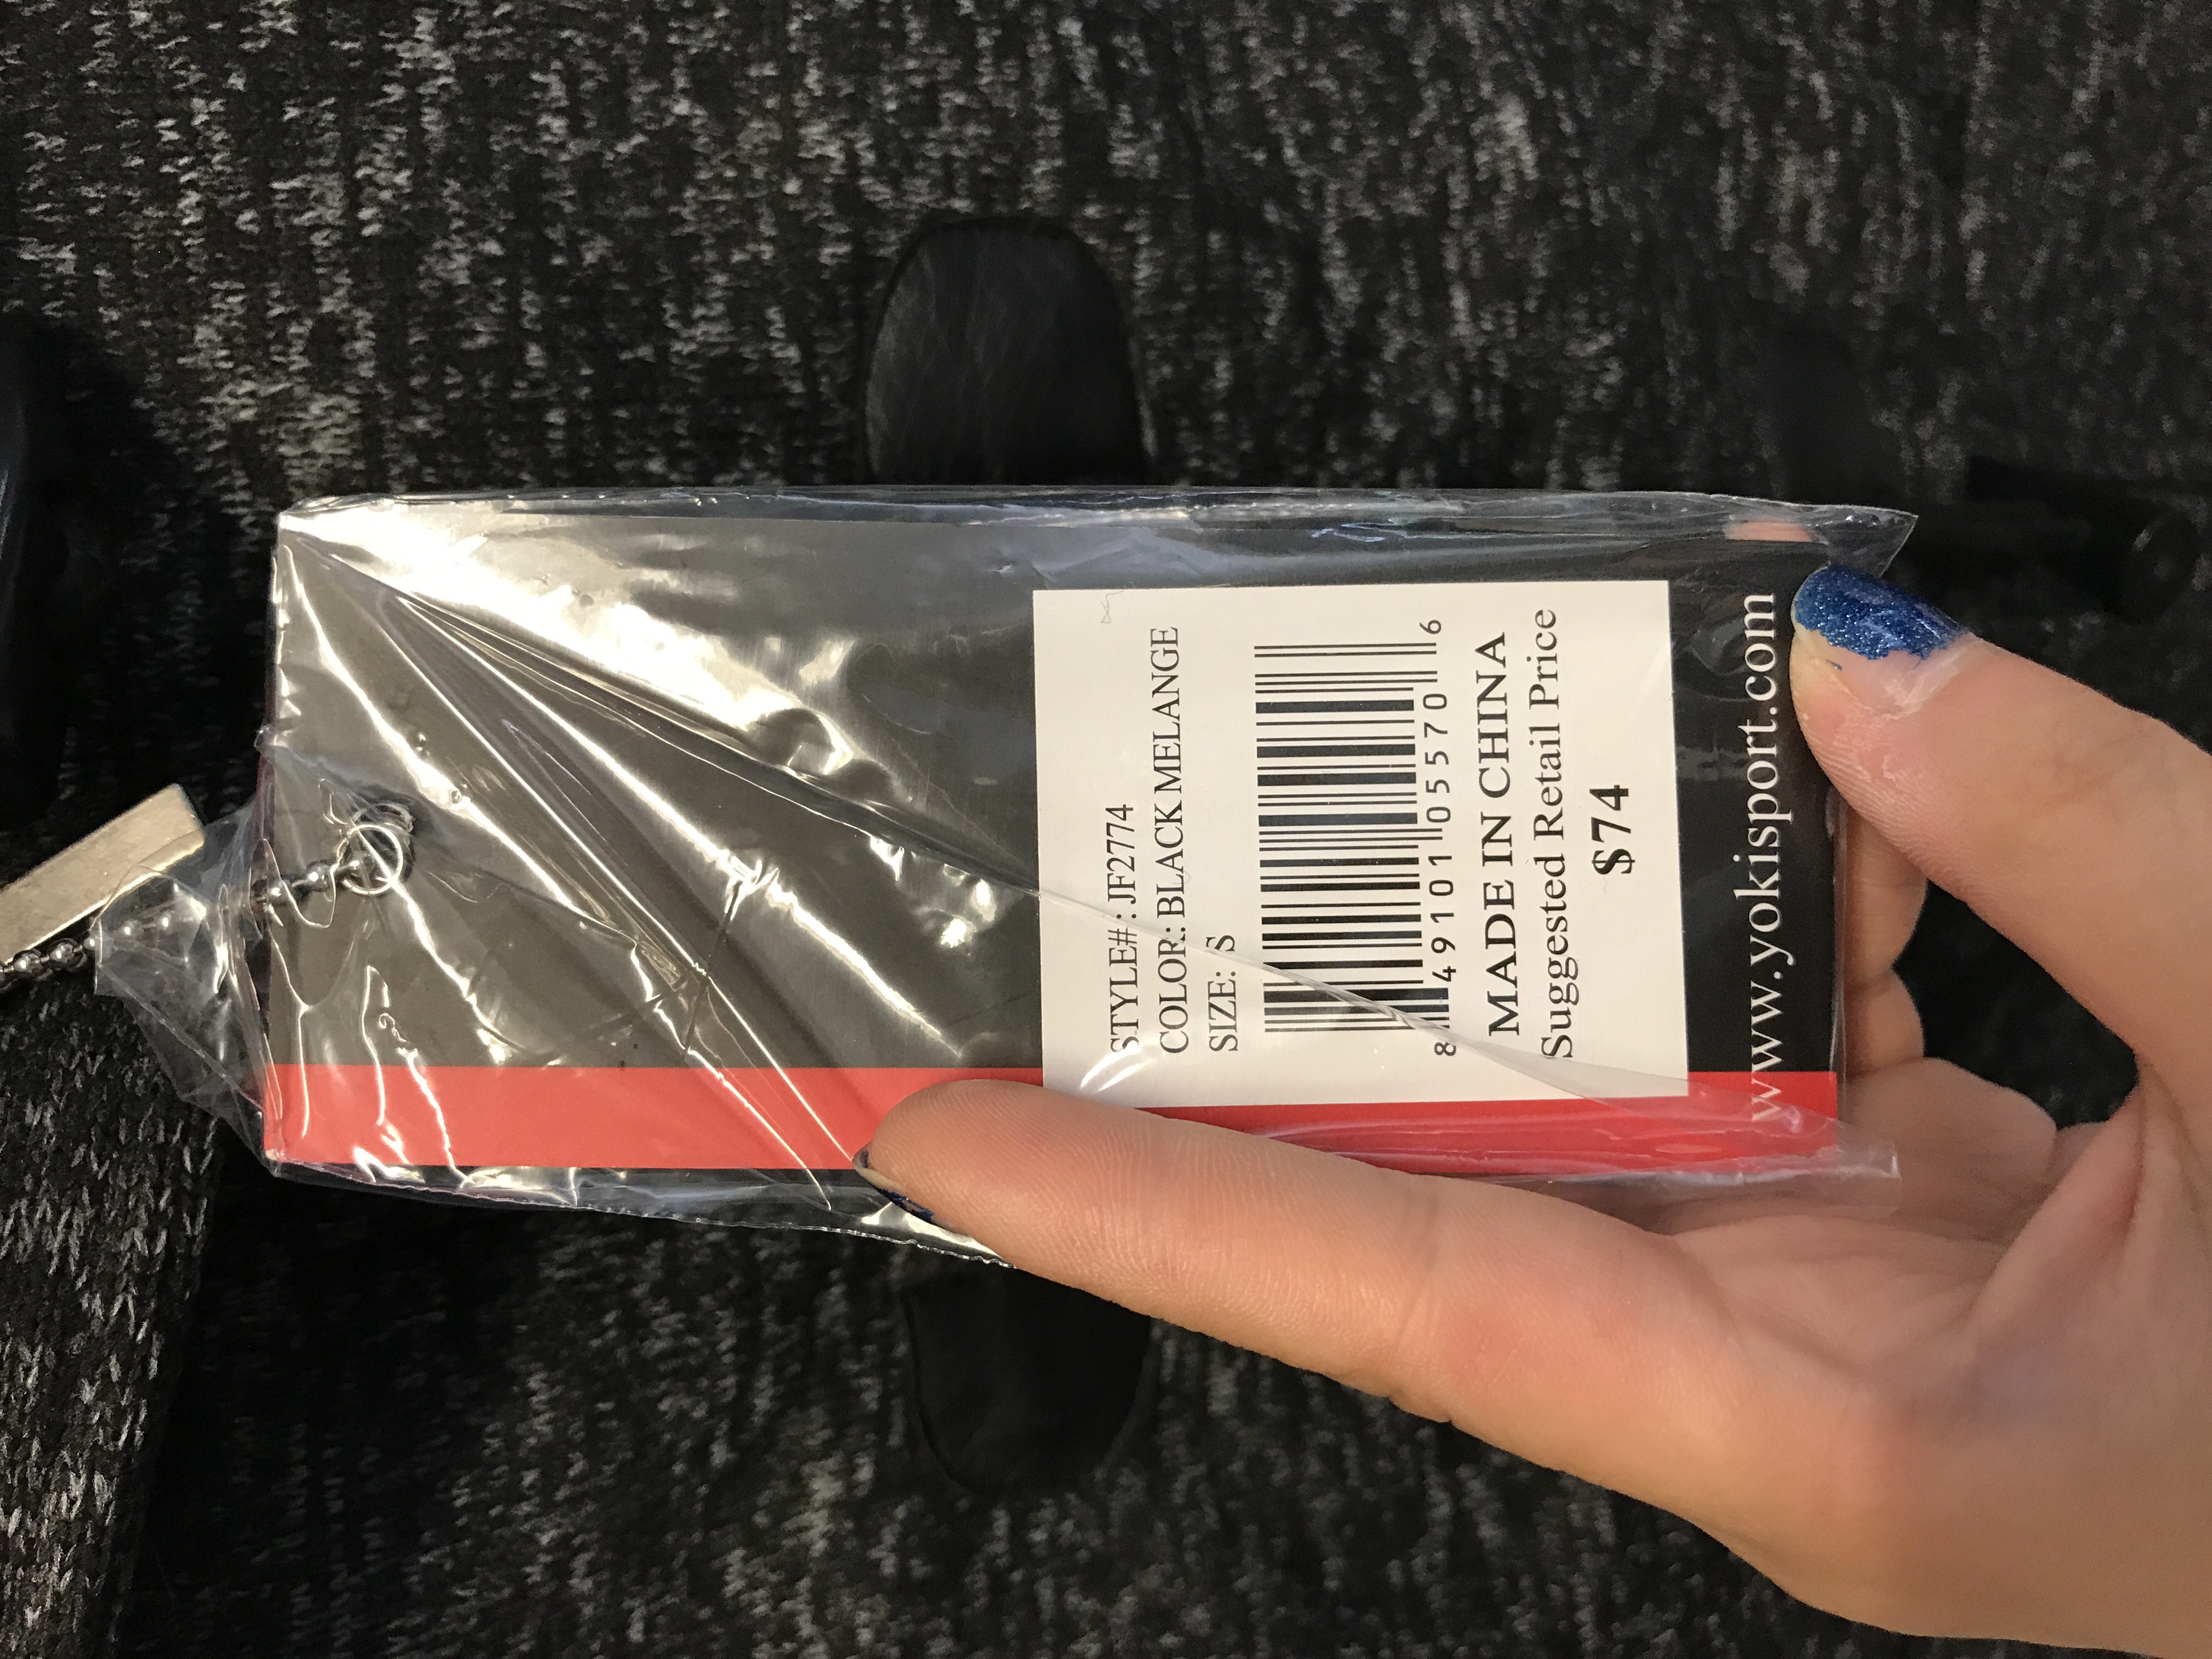 STYLE#: JF2774
COLOR: BLACK MELANGE
SIZE: S
8 49101 05570 6
MADE IN CHINA
Suggested Retail Price
$74
www.yokisport.com